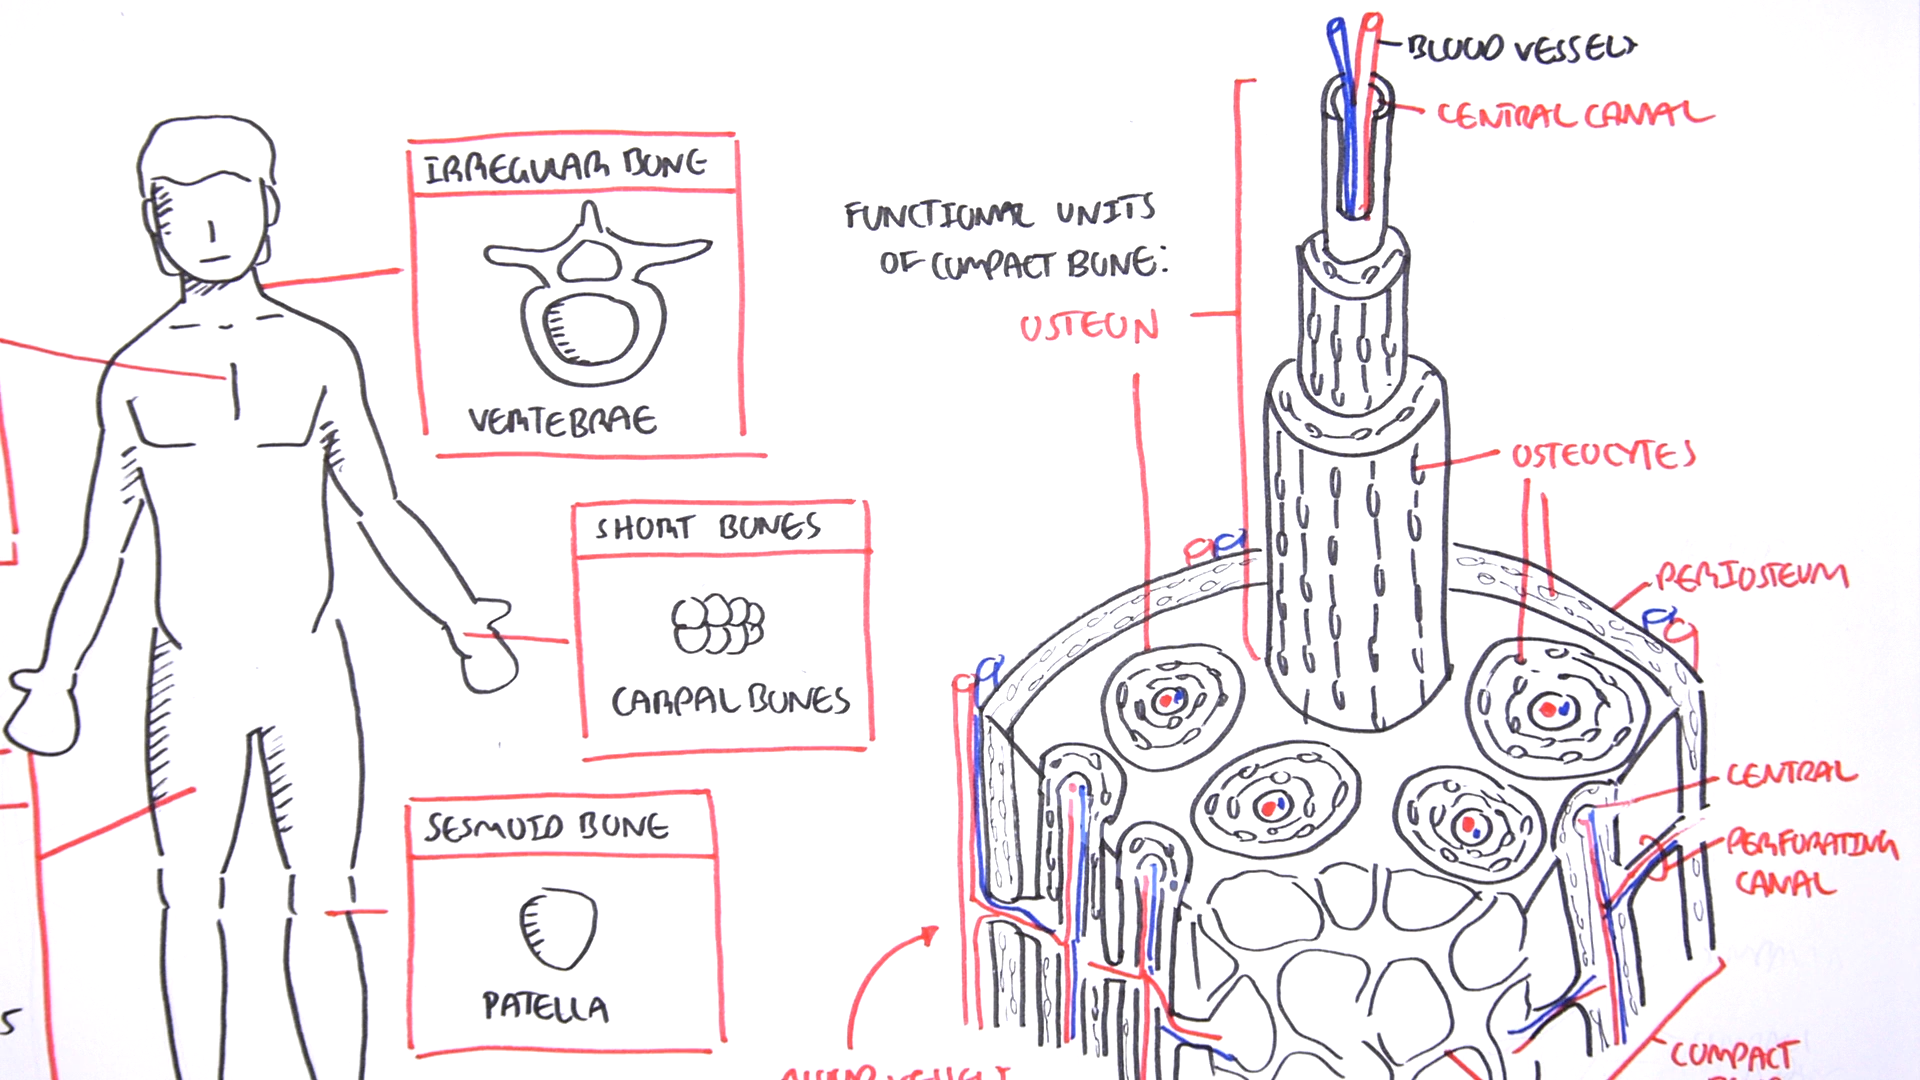 IRREGULAR BONE
VERTEBRAE
SHORT BONES
CARPAL BONES
SESMOID BONE
PATELLA
S
FUNCTIONAL UNITS
OF COMPACT BONE:
OSTEON
BLOOD VESSELS
CENTRAL CANAL
OSTEOCYTES
PERIOSTEUM
CENTRAL
PERFORATING
CANAL
COMPACT